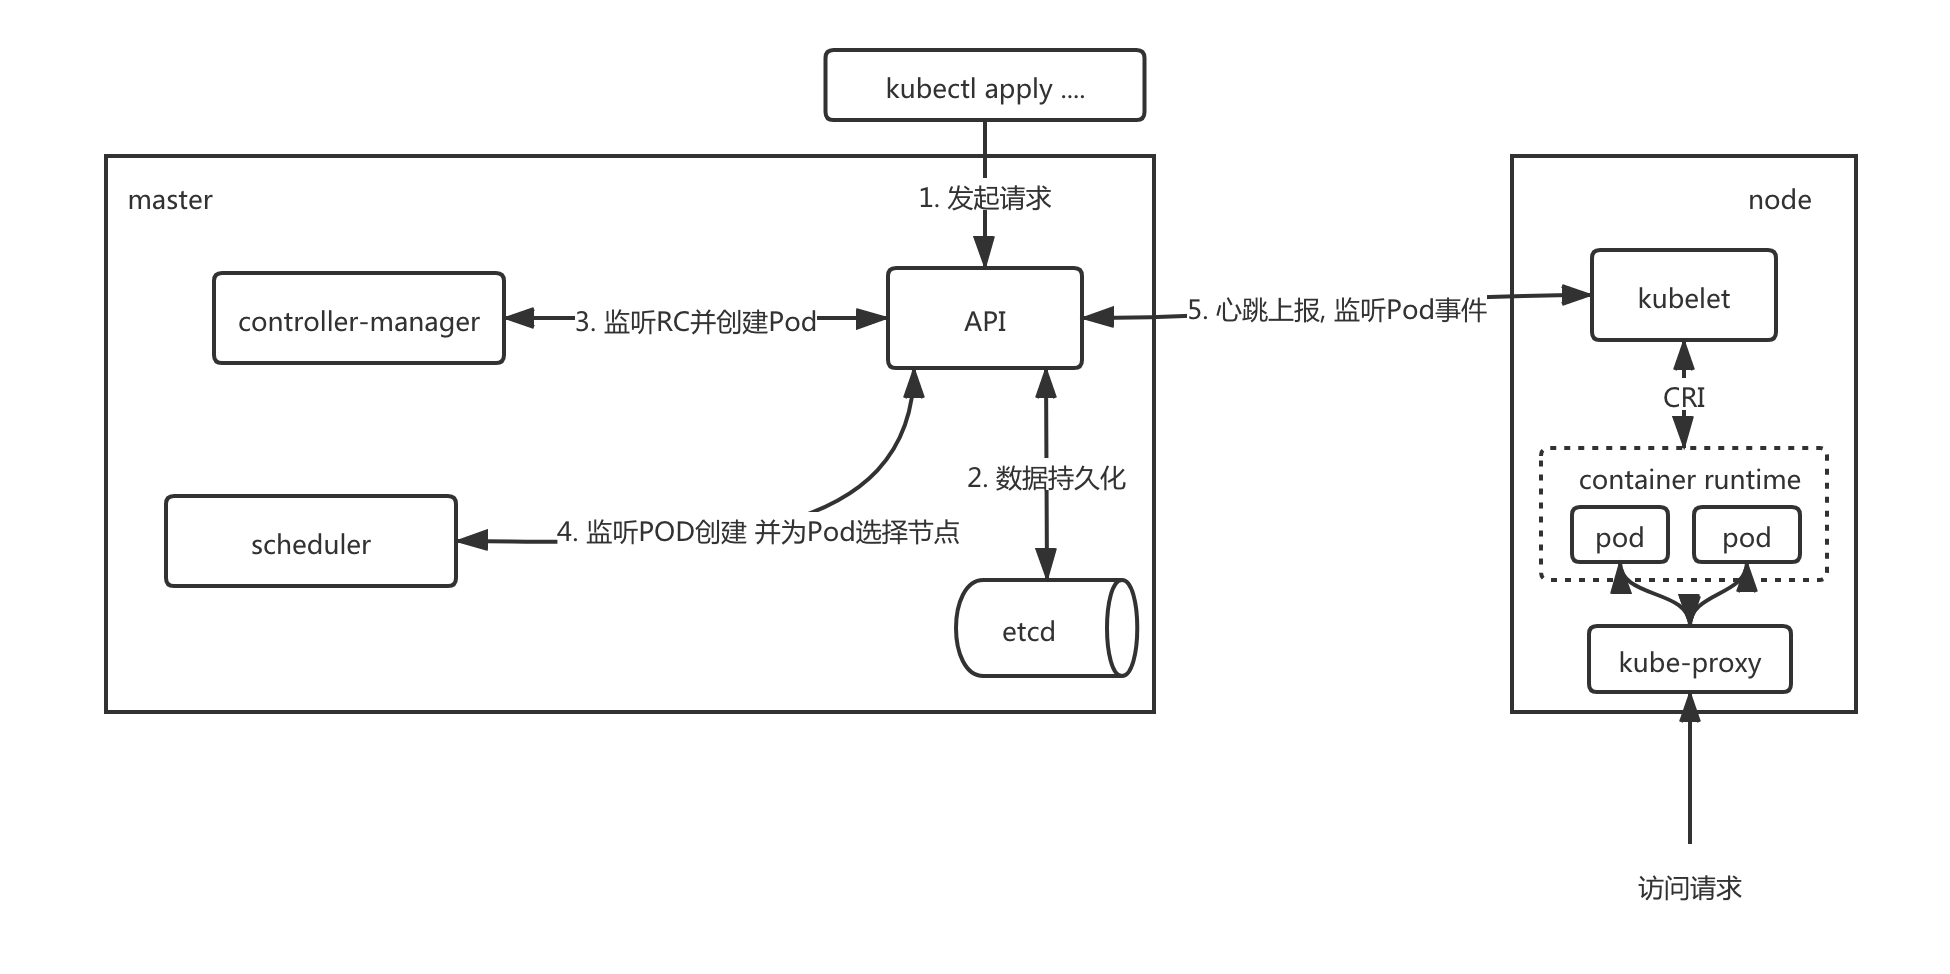 kubectl apply ....
master
1. 发起请求
node
controller-manager
3. 监听RC并创建Pod
API
5. 心跳上报, 监听Pod事件
kubelet
CRI
2. 数据持久化
container runtime
scheduler
4. 监听POD创建 并为Pod选择节点
pod
pod
etcd
kube-proxy
访问请求